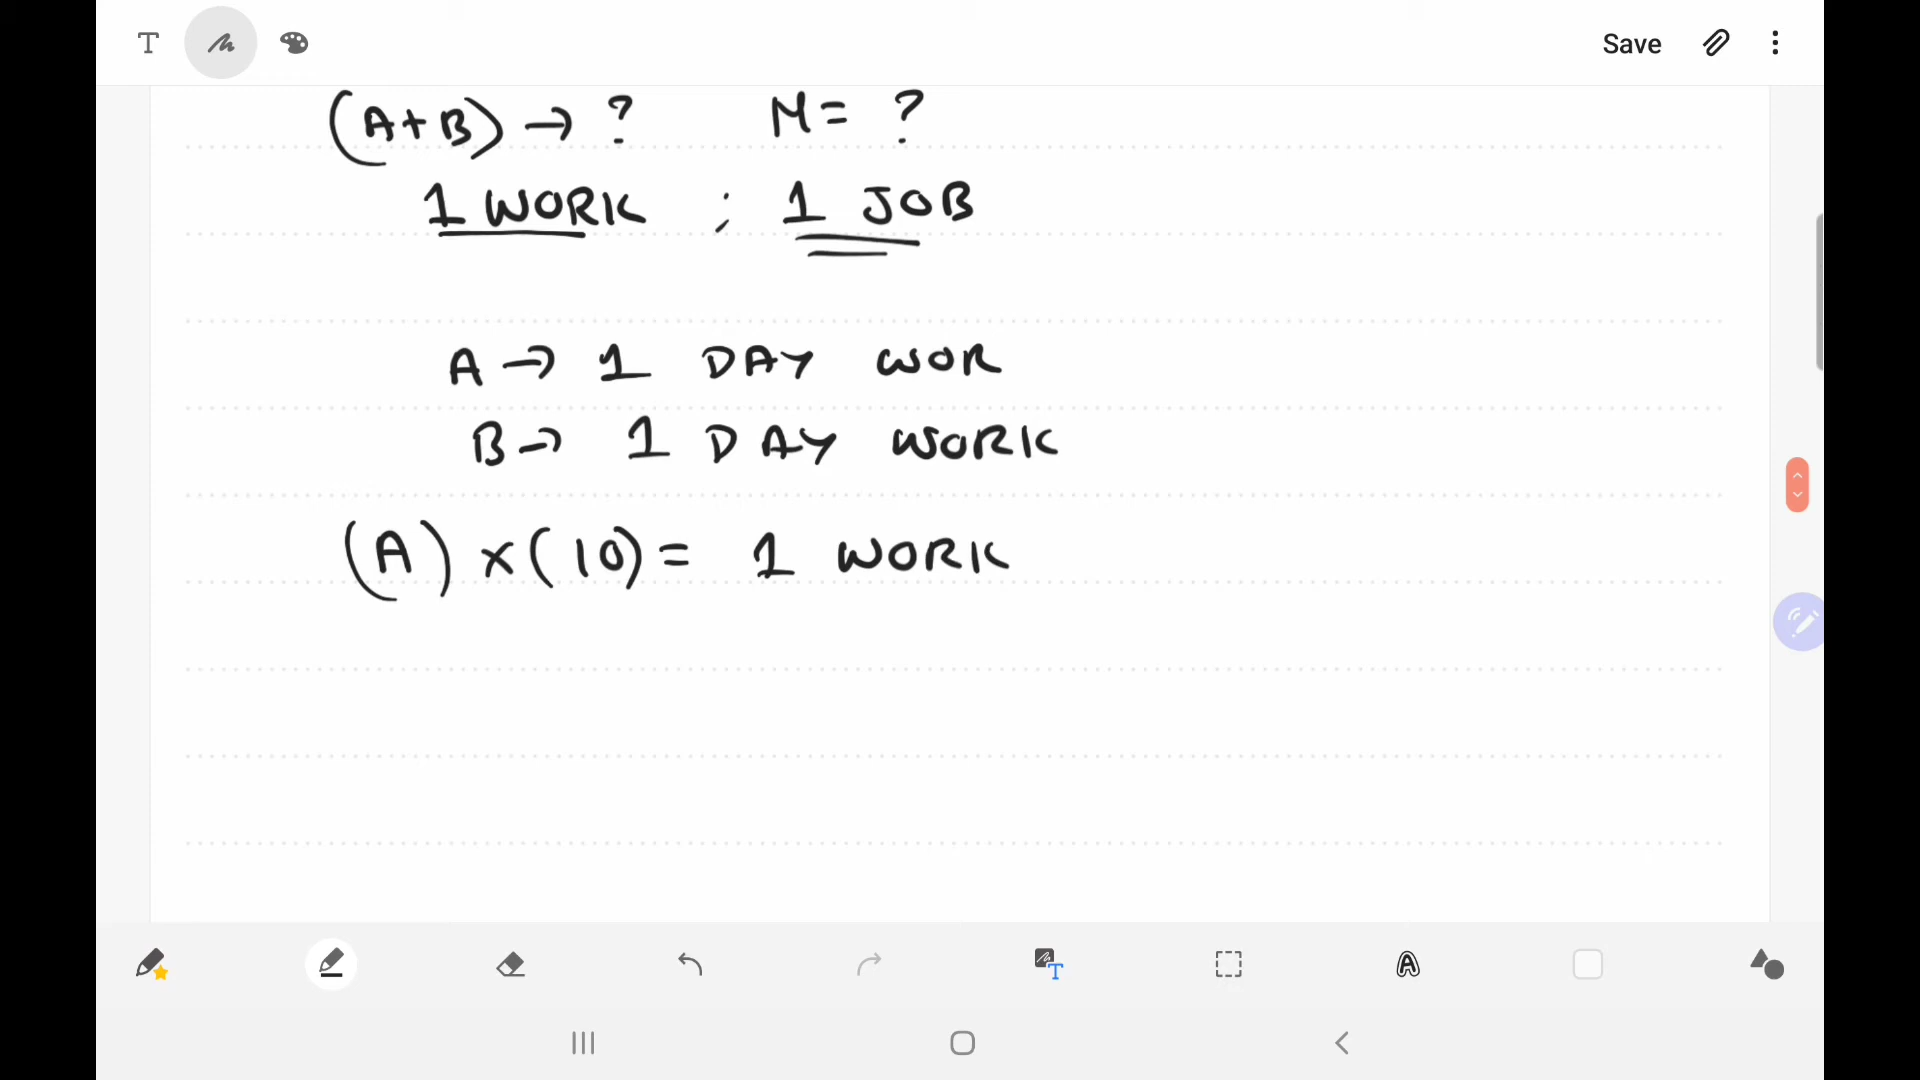 Save
(A+B) → ? M= ?
1 WORK ; 1 JOB
A → 1 DAY WOR
B → 1 DAY WORK
(A) x (10) = 1 WORK